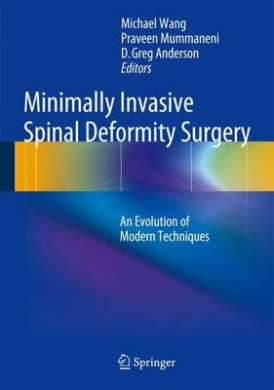 Michael Wang
Praveen Mummaneni
D. Greg Anderson
Editors
Minimally Invasive
Spinal Deformity Surgery
An Evolution of
Modern Techniques
Springer